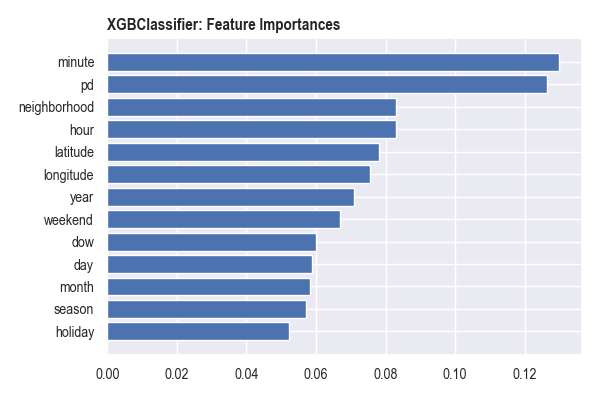 XGBClassifier: Feature Importances
minute
pd
neighborhood
hour
latitude
longitude
year
weekend
dow
day
month
season
holiday
0.00 0.02 0.04 0.06 0.08 0.10 0.12